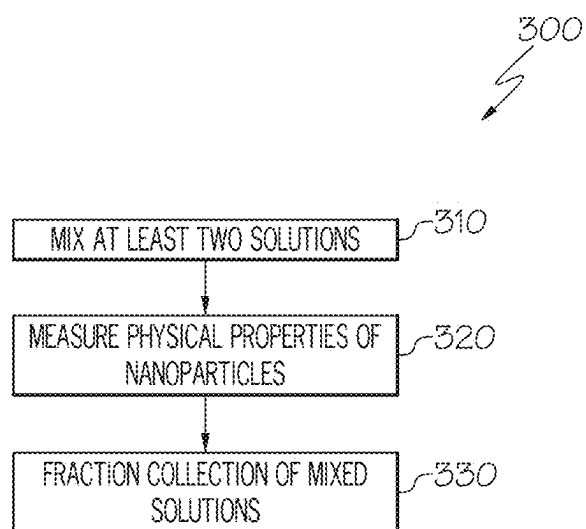 300
MIX AT LEAST TWO SOLUTIONS
310
MEASURE PHYSICAL PROPERTIES OF
NANOPARTICLES
320
FRACTION COLLECTION OF MIXED
SOLUTIONS
330